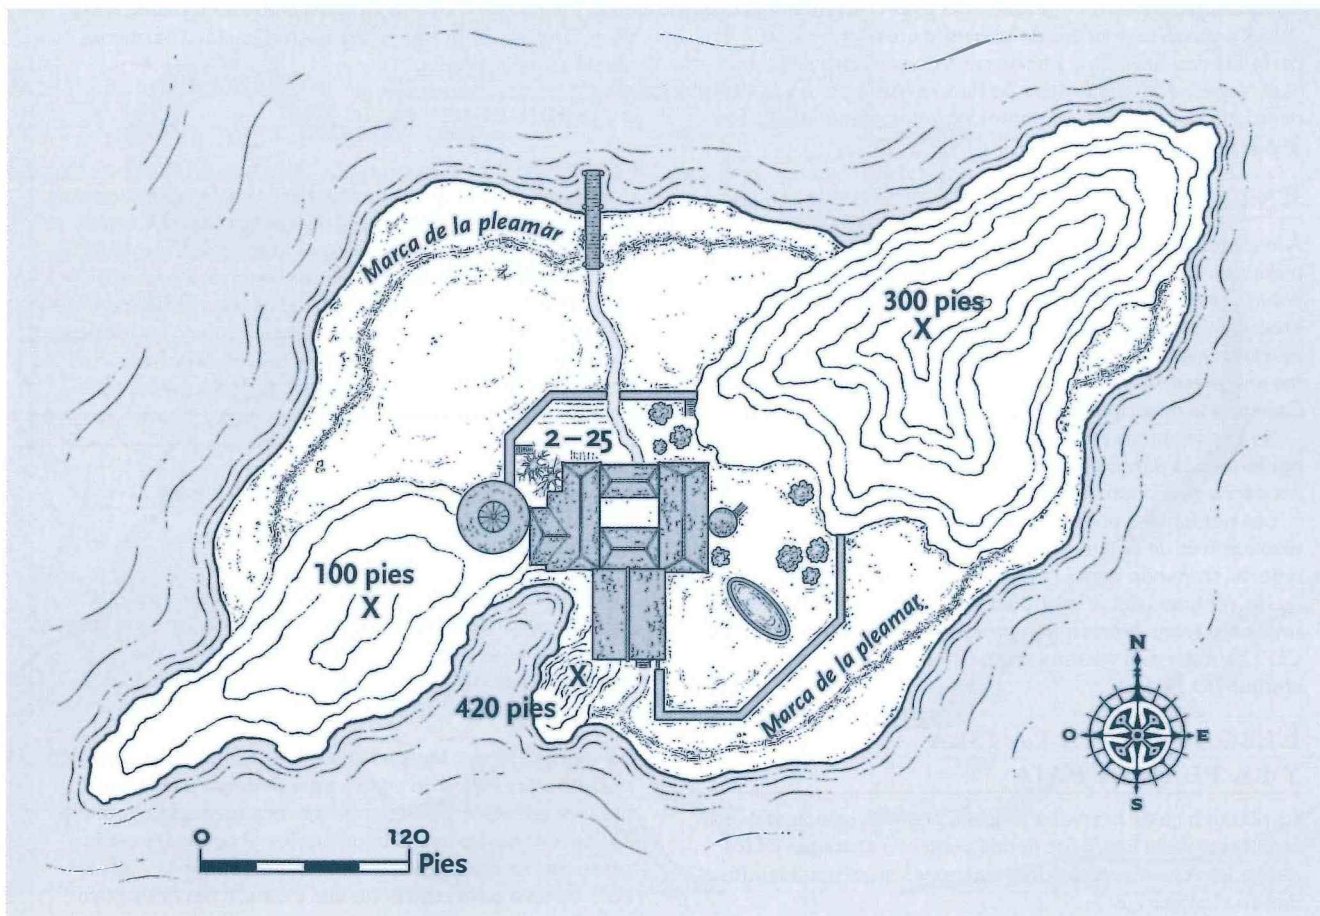 Marca de la pleamar
300 pies
X
2–25
100 pies
X
X
420 pies
Marca de la pleamar
N
O
E
S
0
120
Pies